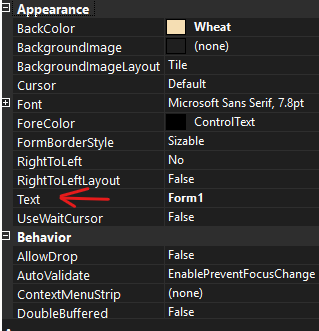 Appearance
BackColor Wheat
BackgroundImage (none)
BackgroundImageLayout Tile
Cursor Default
Font Microsoft Sans Serif, 7.8pt
ForeColor ControlText
FormBorderStyle Sizable
RightToLeft No
RightToLeftLayout False
Text Form1
UseWaitCursor False
Behavior
AllowDrop False
AutoValidate EnablePreventFocusChange
ContextMenuStrip (none)
DoubleBuffered False